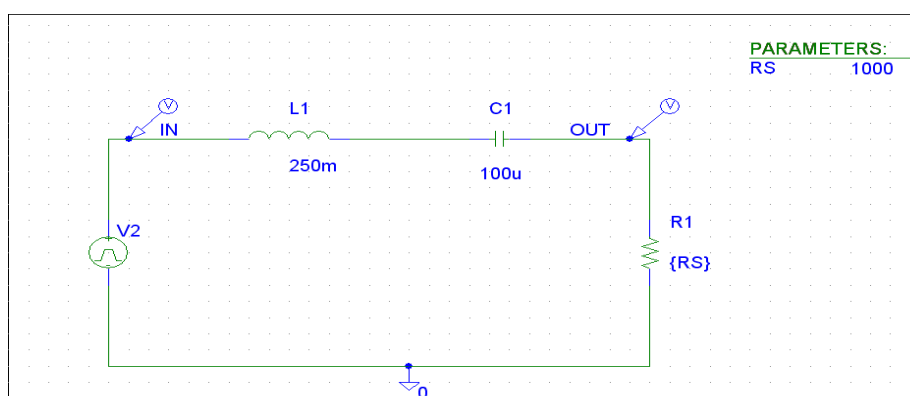 PARAMETERS:
RS 1000
V
IN
L1
250m
C1
100u
OUT
V
V2
R1
{RS}
0